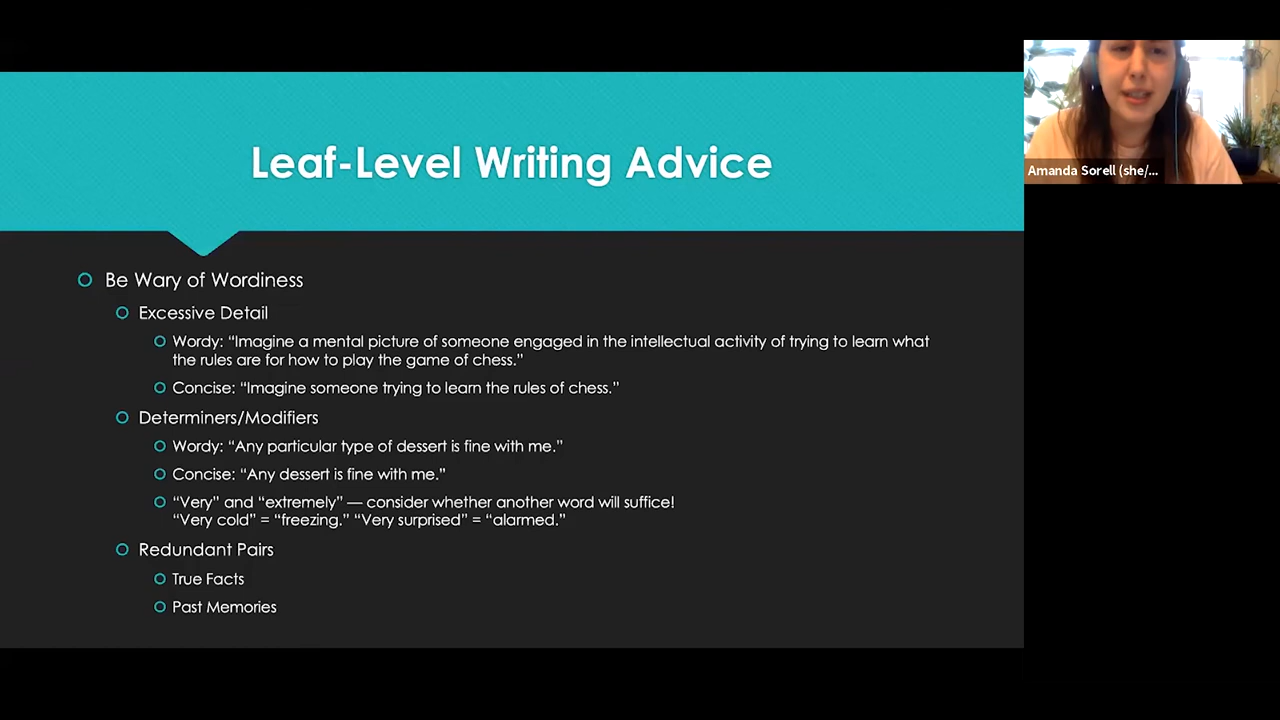 Leaf-Level Writing Advice
Amanda Sorell (she/...
Be Wary of Wordiness
Excessive Detail
Wordy: “Imagine a mental picture of someone engaged in the intellectual activity of trying to learn what
the rules are for how to play the game of chess.”
Concise: “Imagine someone trying to learn the rules of chess.”
Determiners/Modifiers
Wordy: “Any particular type of dessert is fine with me.”
Concise: “Any dessert is fine with me.”
“Very” and “extremely” — consider whether another word will suffice!
“Very cold” = “freezing.” “Very surprised” = “alarmed.”
Redundant Pairs
True Facts
Past Memories